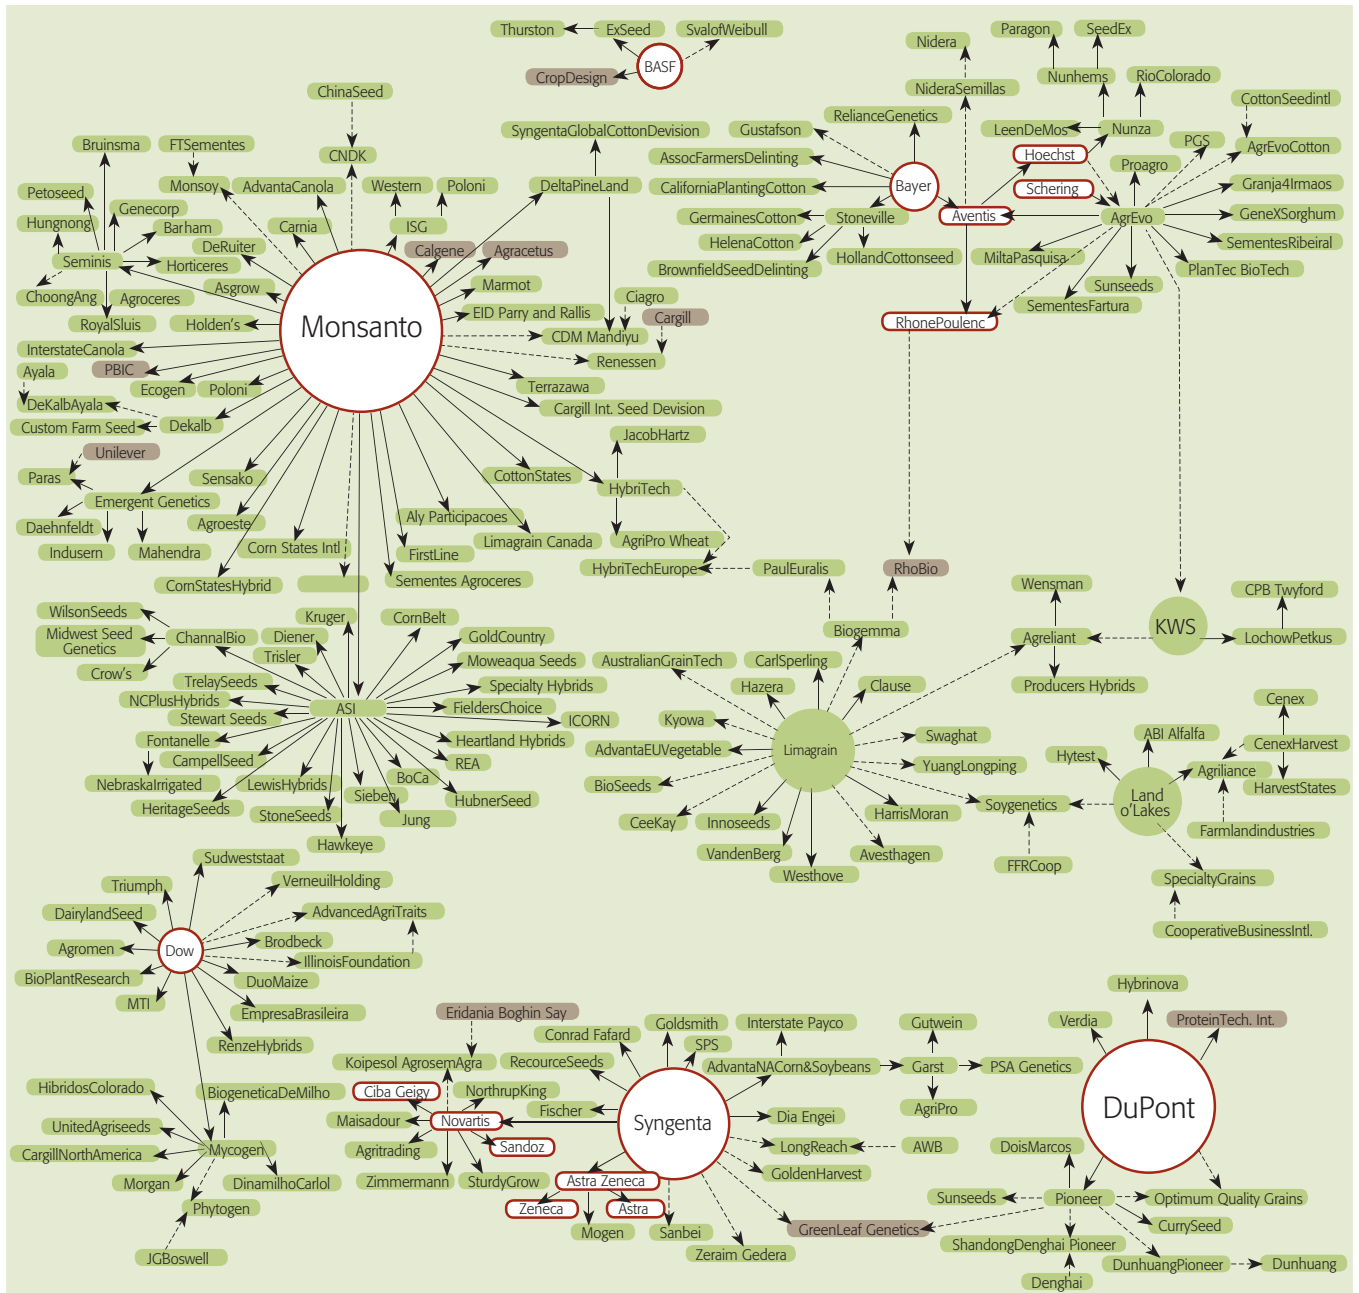 Thurston
ExSeed
SvalofWeibull
BASF
CropDesign
Paragon
SeedEx
Nidera
Nunhems
RioColorado
NideraSemillas
CottonSeedintl
ChinaSeed
RelianceGenetics
Gustafson
LeenDeMos
Nunza
SyngentaGlobalCottonDevision
PGS
AgrEvoCotton
Bruinsma
FTSementes
CNDK
AssocFarmersDelinting
Hoechst
Proagro
Petoseed
Monsoy
AdvantaCanola
Western
Poloni
DeltaPineLand
CaliforniaPlantingCotton
Bayer
Schering
Granja4Irmaos
Hungnong
Genecorp
Barham
Carnia
ISG
GermainesCotton
Stoneville
Aventis
AgrEvo
GeneXSorghum
DeRuiter
Calgene
Agracetus
HelenaCotton
HollandCottonseed
MiltaPasquisa
SementesRibeiral
Seminis
Horticeres
BrownfieldSeedDelinting
PlanTec BioTech
Asgrow
Marmot
Sunseeds
ChoongAng
Agroceres
Ciagro
SementesFartura
RoyalSluis
Holden's
Monsanto
EID Parry and Rallis
Cargill
RhonePoulenc
CDM Mandiyu
InterstateCanola
Renessen
PBIC
Ayala
Ecogen
Poloni
Terrazawa
DeKalbAyala
Cargill Int. Seed Devision
Custom Farm Seed
Dekalb
JacobHartz
Unilever
Paras
Sensako
CottonStates
HybriTech
Emergent Genetics
Daehnfeldt
Agroeste
Aly Participacoes
Indusern
Mahendra
Corn States Intl
FirstLine
Limagrain Canada
AgriPro Wheat
CornStatesHybrid
Sementes Agroceres
HybriTechEurope
PaulEuralis
RhoBio
Wensman
CPB Twyford
WilsonSeeds
Kruger
CornBelt
Biogemma
KWS
Midwest Seed
Genetics
ChannalBio
Diener
GoldCountry
Agreliant
LochowPetkus
Trisler
Crow's
Moweaqua Seeds
AustralianGrainTech
CarlSperling
TrelaySeeds
Specialty Hybrids
Hazera
Clause
Producers Hybrids
NCPlusHybrids
ASI
FieldersChoice
Cenex
Stewart Seeds
ICORN
Kyowa
Fontanelle
Heartland Hybrids
AdvantaEUVegetable
Limagrain
Swaghat
ABI Alfalfa
CenexHarvest
CampellSeed
REA
Hytest
NebraskaIrrigated
LewisHybrids
BoCa
BioSeeds
YuangLongping
Agriliance
HarvestStates
HeritageSeeds
Sieben
HubnerSeed
Soygenetics
Land
o'Lakes
StoneSeeds
Jung
CeeKay
Innoseeds
HarrisMoran
Farmlandindustries
Hawkeye
VandenBerg
Avesthagen
FFRCoop
Sudweststaat
Westhove
SpecialtyGrains
Triumph
VerneuilHolding
DairylandSeed
AdvancedAgriTraits
CooperativeBusinessIntl.
Agromen
Dow
Brodbeck
IllinoisFoundation
BioPlantResearch
DuoMaize
MTI
EmpresaBrasileira
Hybrinova
RenzeHybrids
Eridania Boghin Say
Goldsmith
Interstate Payco
Gutwein
Verdia
ProteinTech. Int.
Conrad Fafard
SPS
Koipesol AgrosemAgra
RecourseSeeds
AdvantaNACorn&Soybeans
Garst
PSA Genetics
HibridosColorado
BiogeneticaDeMilho
Ciba Geigy
NorthrupKing
Fischer
AgriPro
DuPont
UnitedAgriseeds
Maisadour
Novartis
Syngenta
Dia Engei
CargillNorthAmerica
Mycogen
Agritrading
Sandoz
LongReach
AWB
DoisMarcos
Morgan
DinamilhoCarlol
Zimmermann
SturdyGrow
Astra Zeneca
GoldenHarvest
Phytogen
Zeneca
Astra
Sunseeds
Pioneer
Optimum Quality Grains
Mogen
Sanbei
GreenLeaf Genetics
CurrySeed
JGBoswell
Zeraim Gedera
ShandongDenghai Pioneer
DunhuangPioneer
Dunhuang
Denghai